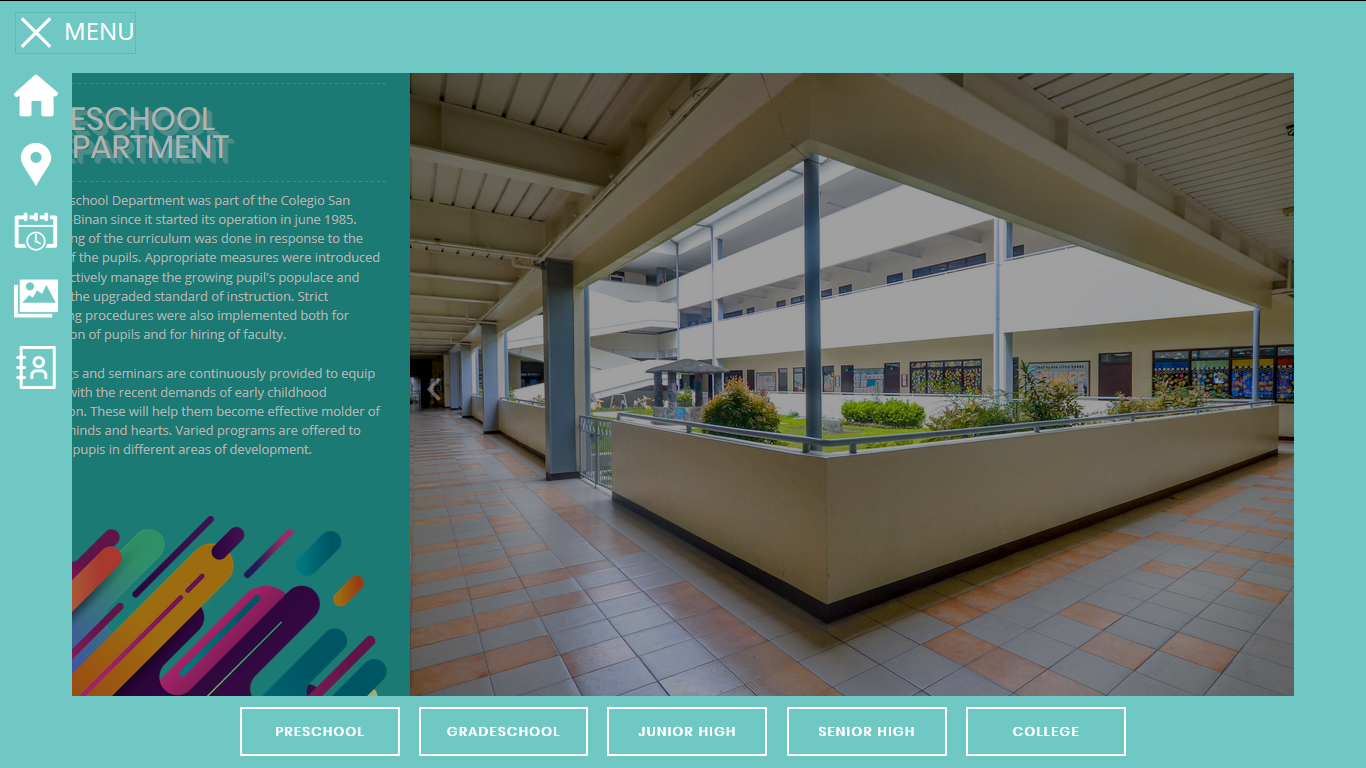 MENU
ESCHOOL
PARTMENT
school Department was part of the Colegio San
-Binan since it started its operation in june 1985.
ng of the curriculum was done in response to the
f the pupils. Appropriate measures were introduced
ctively manage the growing pupil's populace and
the upgraded standard of instruction. Strict
ng procedures were also implemented both for
on of pupils and for hiring of faculty.
s and seminars are continuously provided to equip
with the recent demands of early childhood
on. These will help them become effective molder of
minds and hearts. Varied programs are offered to
pupis in different areas of development.
PRESCHOOL
GRADESCHOOL
JUNIOR HIGH
SENIOR HIGH
COLLEGE